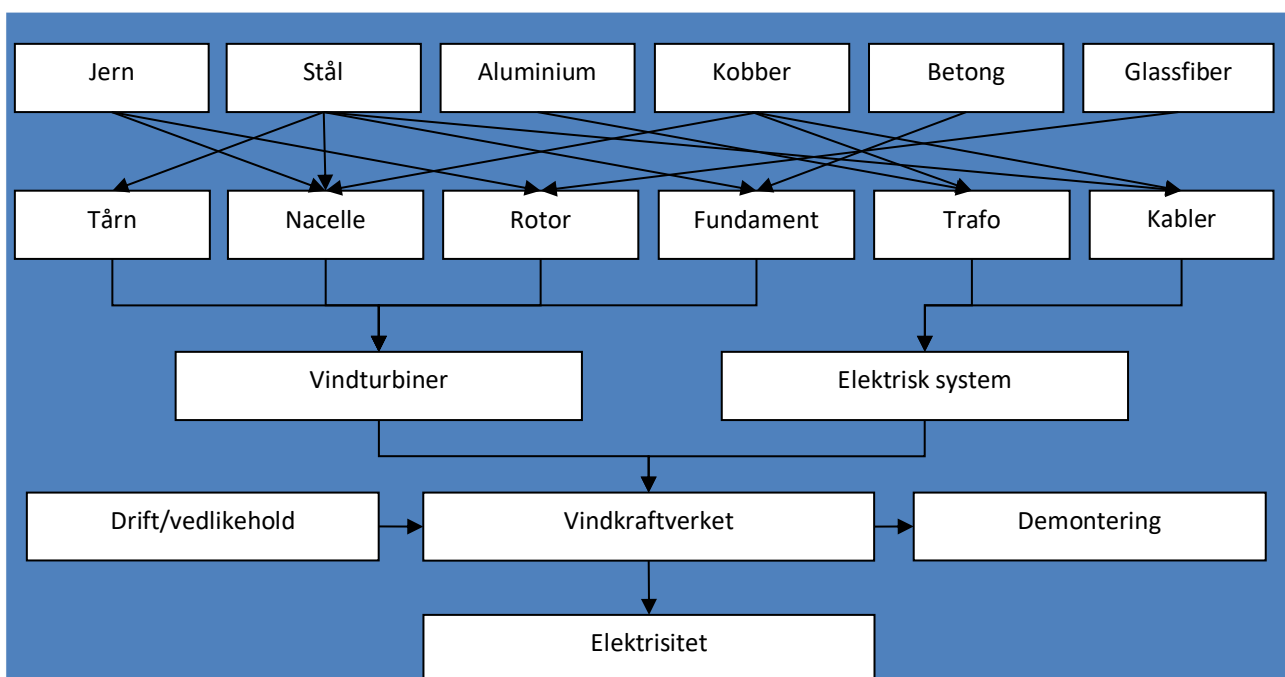 Jern
Stål
Aluminium
Kobber
Betong
Glassfiber
Tårn
Nacelle
Rotor
Fundament
Trafo
Kabler
Vindturbiner
Elektrisk system
Drift/vedlikehold
Vindkraftverket
Demontering
Elektrisitet